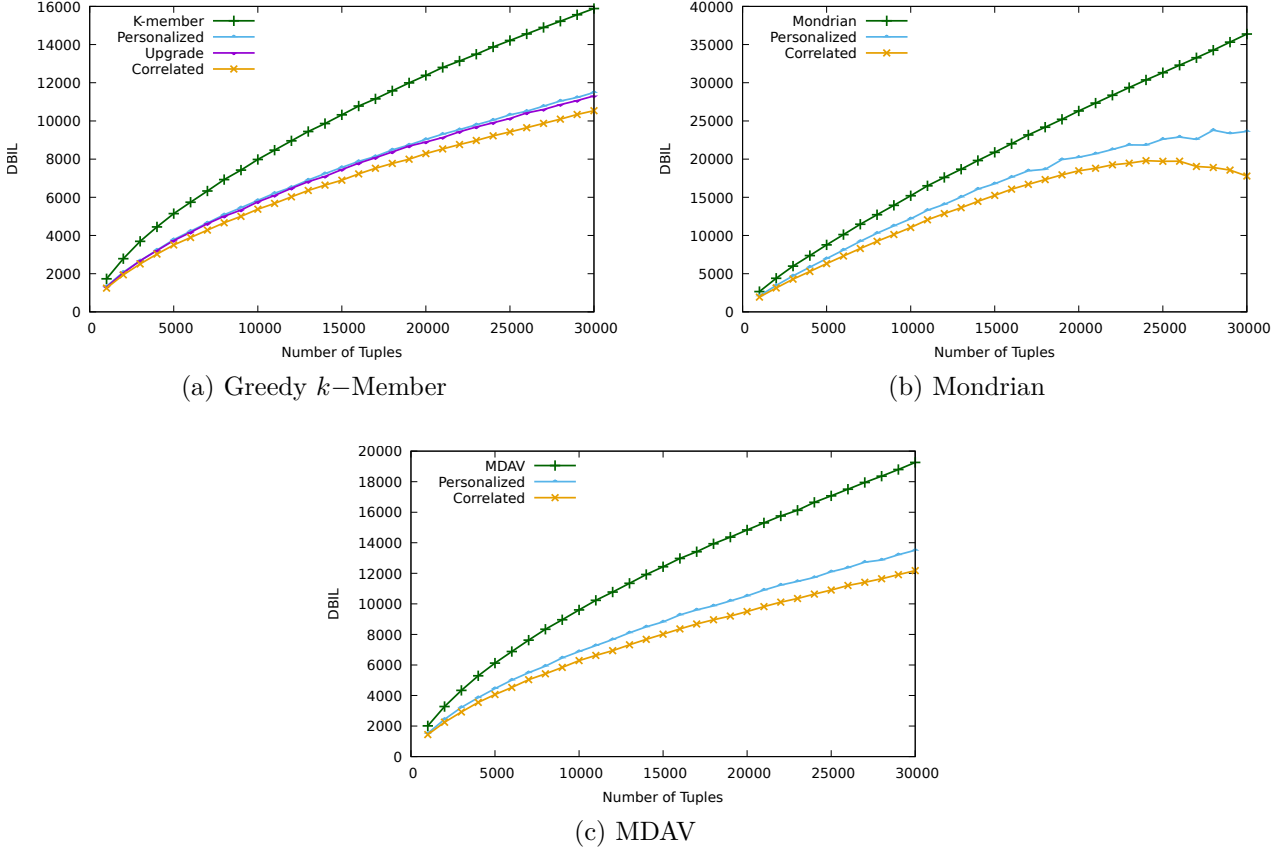 K-member
Personalized
Upgrade
Correlated
16000
14000
12000
10000
8000
6000
4000
2000
0
DBIL
0 5000 10000 15000 20000 25000 30000
Number of Tuples
(a) Greedy k−Member
Mondrian
Personalized
Correlated
40000
35000
30000
25000
20000
15000
10000
5000
0
DBIL
0 5000 10000 15000 20000 25000 30000
Number of Tuples
(b) Mondrian
MDAV
Personalized
Correlated
20000
18000
16000
14000
12000
10000
8000
6000
4000
2000
0
DBIL
0 5000 10000 15000 20000 25000 30000
Number of Tuples
(c) MDAV